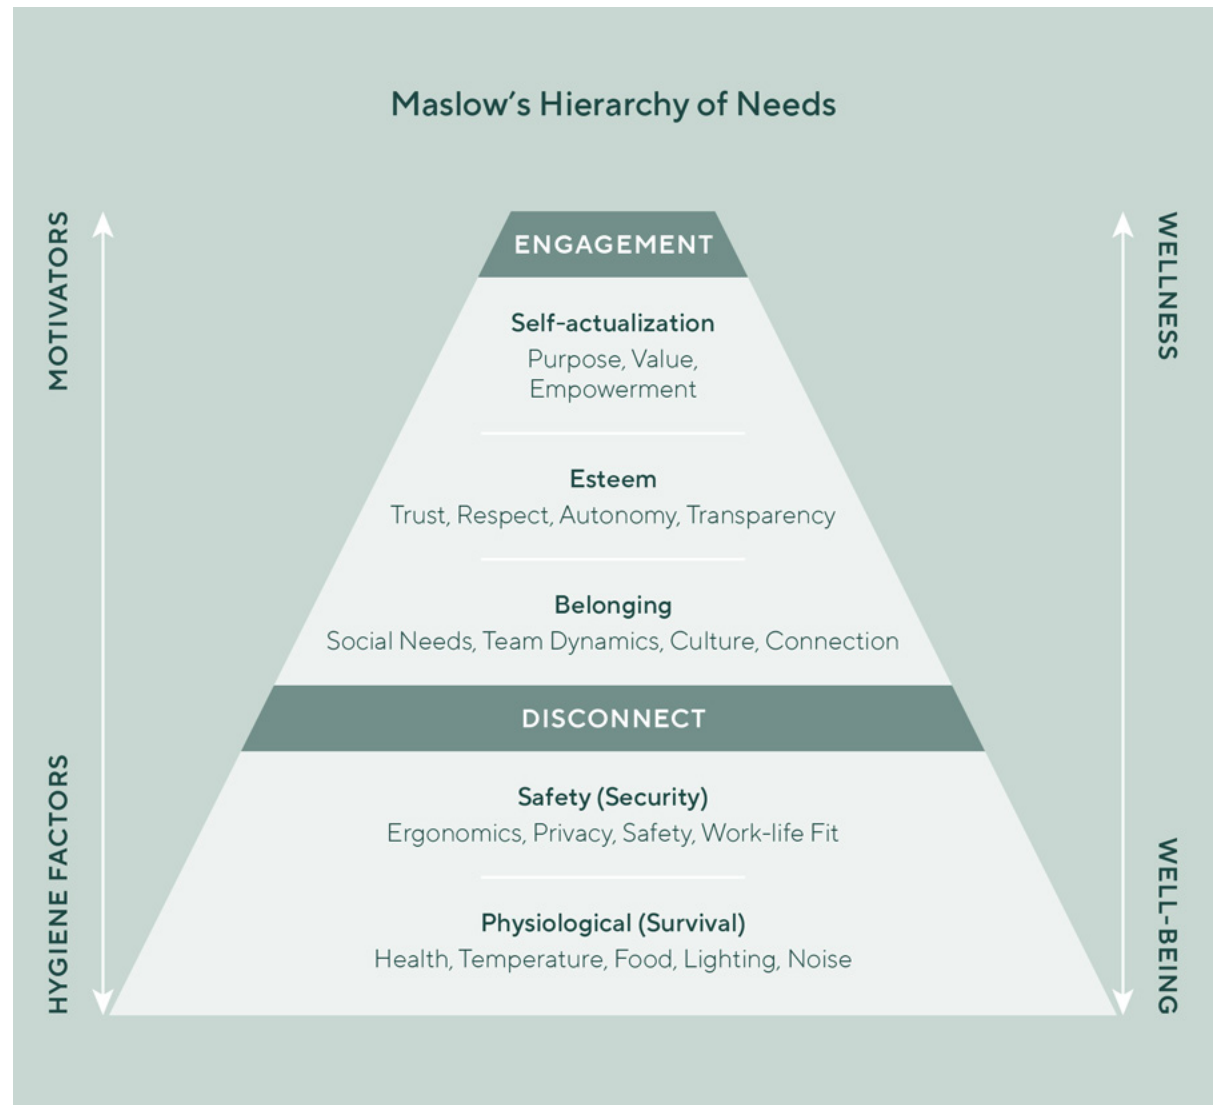 Maslow's Hierarchy of Needs
MOTIVATORS
HYGIENE FACTORS
ENGAGEMENT
Self-actualization
Purpose, Value,
Empowerment
Esteem
Trust, Respect, Autonomy, Transparency
Belonging
Social Needs, Team Dynamics, Culture, Connection
DISCONNECT
Safety (Security)
Ergonomics, Privacy, Safety, Work-life Fit
Physiological (Survival)
Health, Temperature, Food, Lighting, Noise
WELLNESS
WELL-BEING